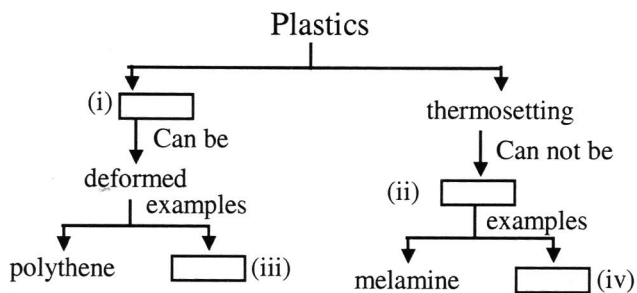 Plastics
(i)
thermosetting
Can be
Can not be
deformed
(ii)
examples
examples
polythene
(iii)
melamine
(iv)